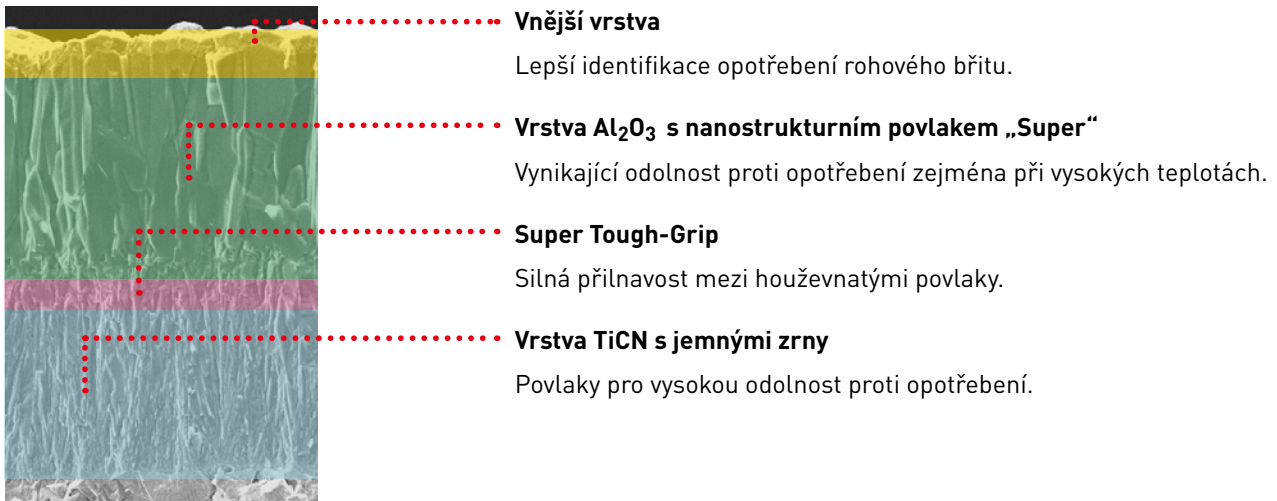 Vnější vrstva
Lepší identifikace opotřebení rohového břitu.
Vrstva Al₂O₃ s nanostrukturním povlakem „Super“
Vynikající odolnost proti opotřebení zejména při vysokých teplotách.
Super Tough-Grip
Silná přilnavost mezi houževnatými povlaky.
Vrstva TiCN s jemnými zrny
Povlaky pro vysokou odolnost proti opotřebení.